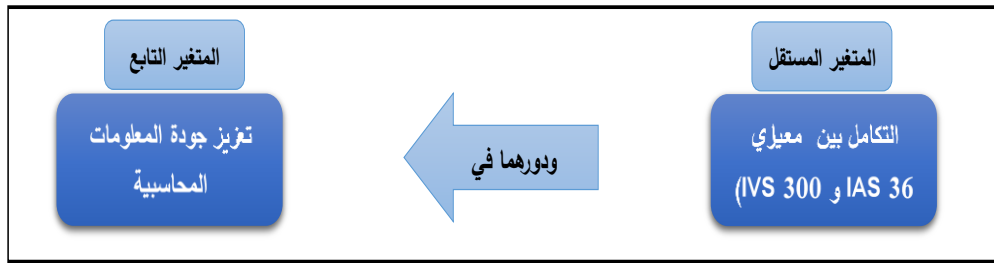 المتغير المستقل
التكامل بين معياري
IAS 36 و IVS 300)
ودورهما في
المتغير التابع
تعزيز جودة المعلومات
المحاسبية